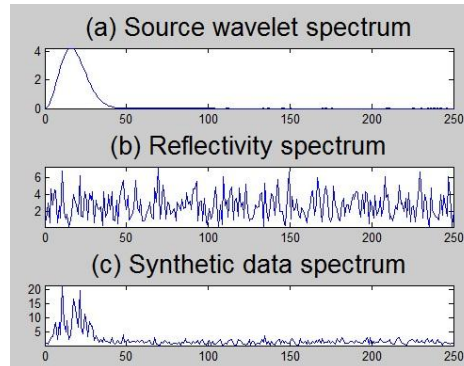 (a) Source wavelet spectrum
4
2
0
0 50 100 150 200 250
(b) Reflectivity spectrum
6
4
2
0 50 100 150 200 250
(c) Synthetic data spectrum
20
15
10
5
0 50 100 150 200 250